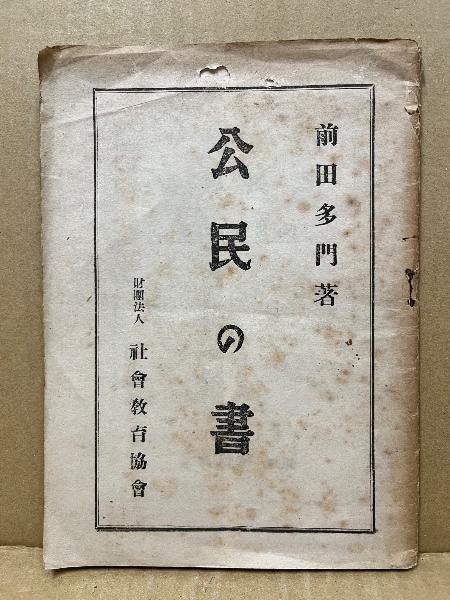 前田多門著
公民の書
財團法人 社會教育協會